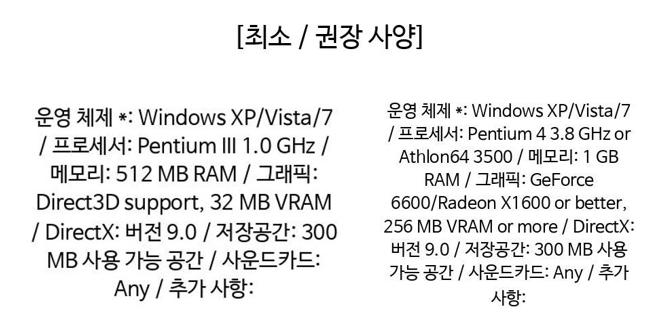 [최소 / 권장 사양]
운영 체제 *: Windows XP/Vista/7
/ 프로세서: Pentium III 1.0 GHz /
메모리: 512 MB RAM / 그래픽:
Direct3D support, 32 MB VRAM
/ DirectX: 버전 9.0 / 저장공간: 300
MB 사용 가능 공간 / 사운드카드:
Any / 추가 사항:
운영 체제 *: Windows XP/Vista/7
/ 프로세서: Pentium 4 3.8 GHz or
Athlon64 3500 / 메모리: 1 GB
RAM / 그래픽: GeForce
6600/Radeon X1600 or better,
256 MB VRAM or more / DirectX:
버전 9.0 / 저장공간: 300 MB 사용
가능 공간 / 사운드카드: Any / 추가
사항: